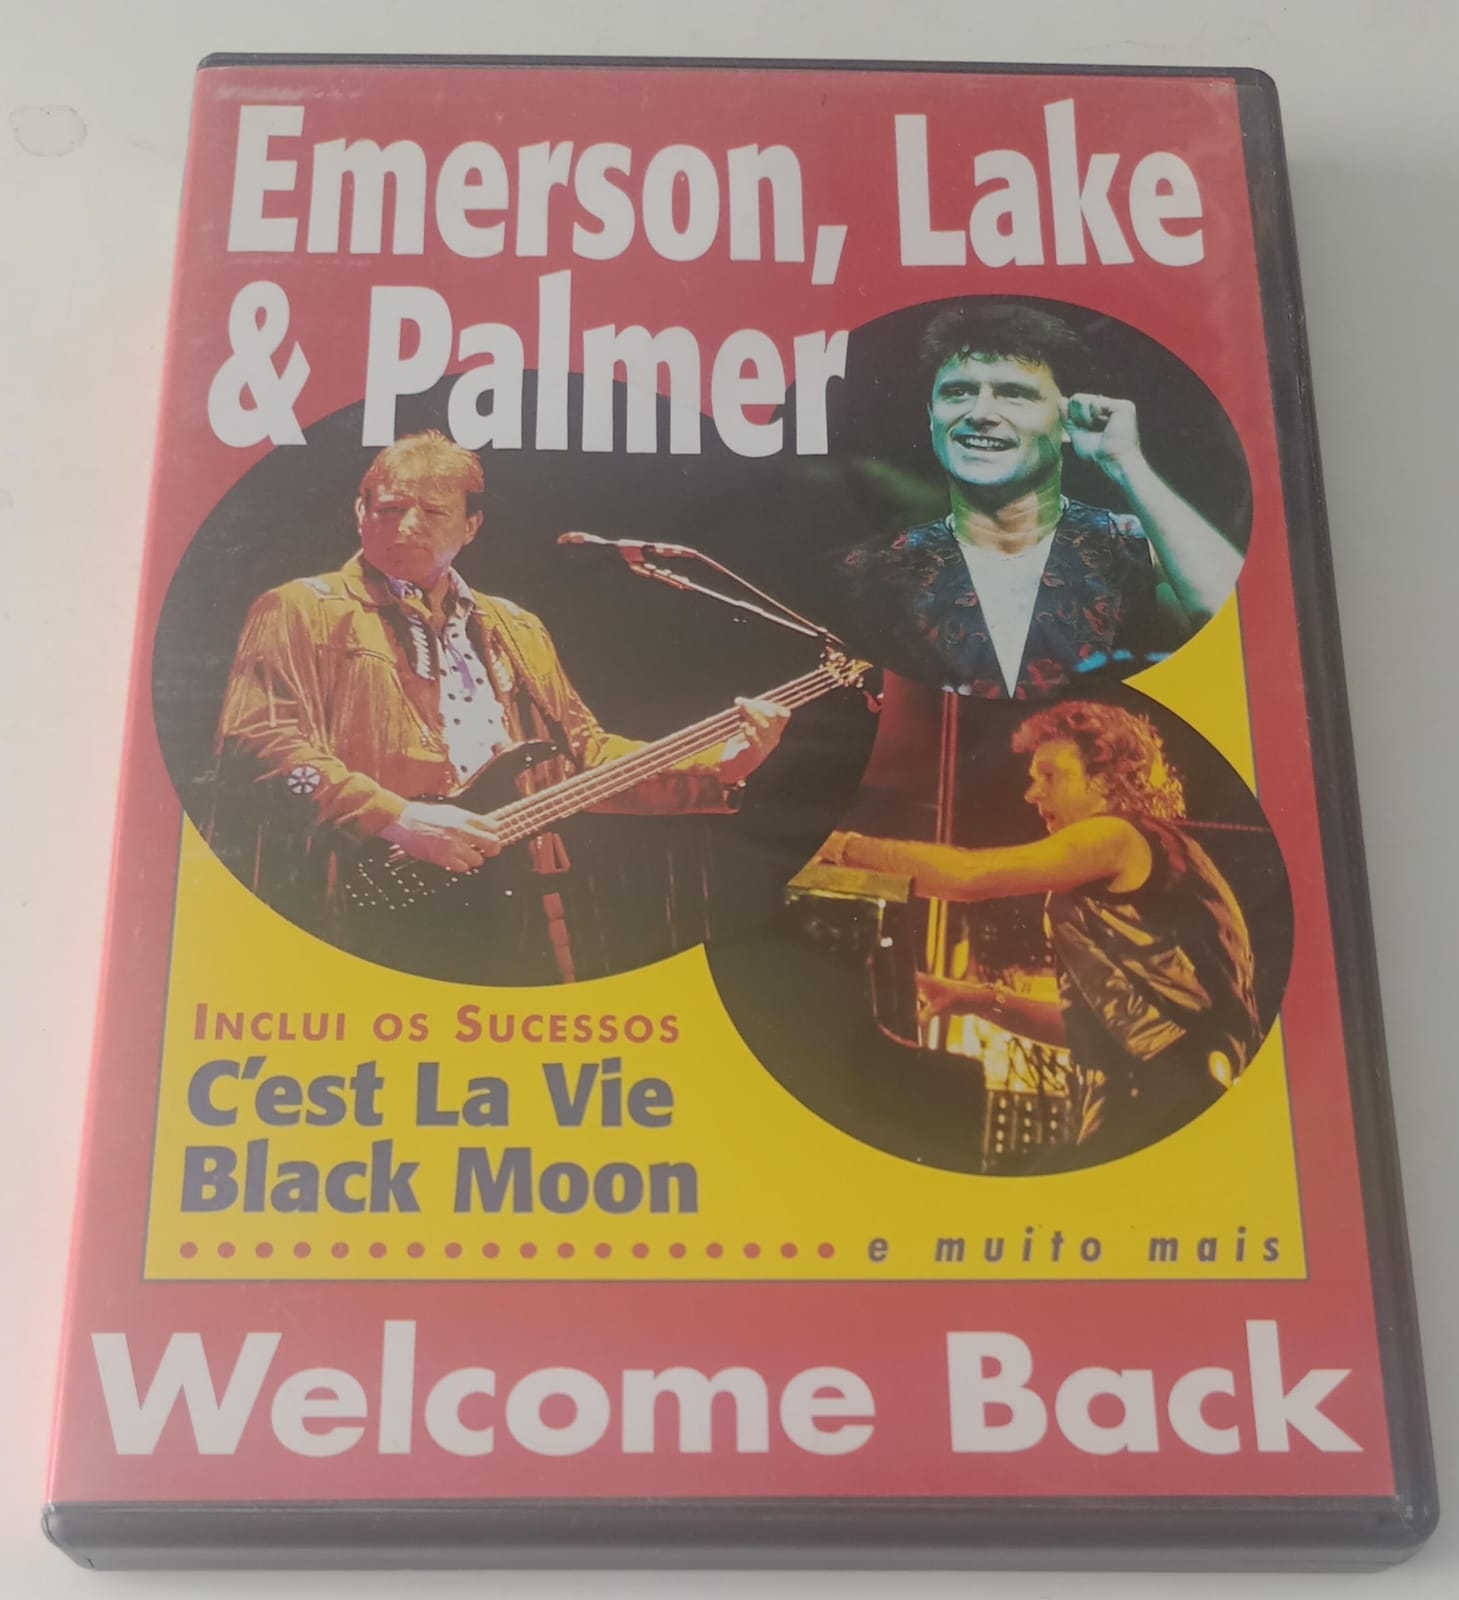 Emerson, Lake
& Palmer
Inclui os Sucessos
C'est La Vie
Black Moon
e muito mais
Welcome Back